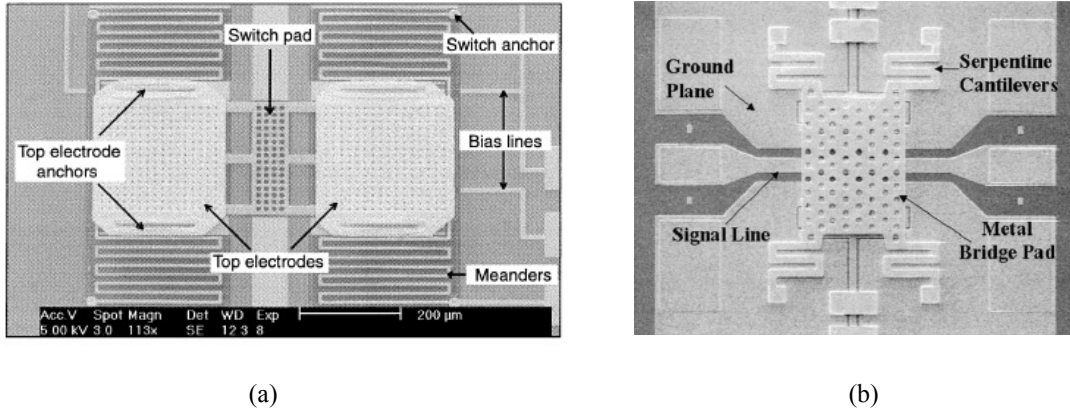 Switch pad
Switch anchor
Top electrode
anchors
Bias lines
Top electrodes
Meanders
Acc.V Spot Magn Det WD Exp
5.00 kV 3.0 113x SE 12.3 8 200 µm
(a)
Ground
Plane
Serpentine
Cantilevers
Signal Line
Metal
Bridge Pad
(b)